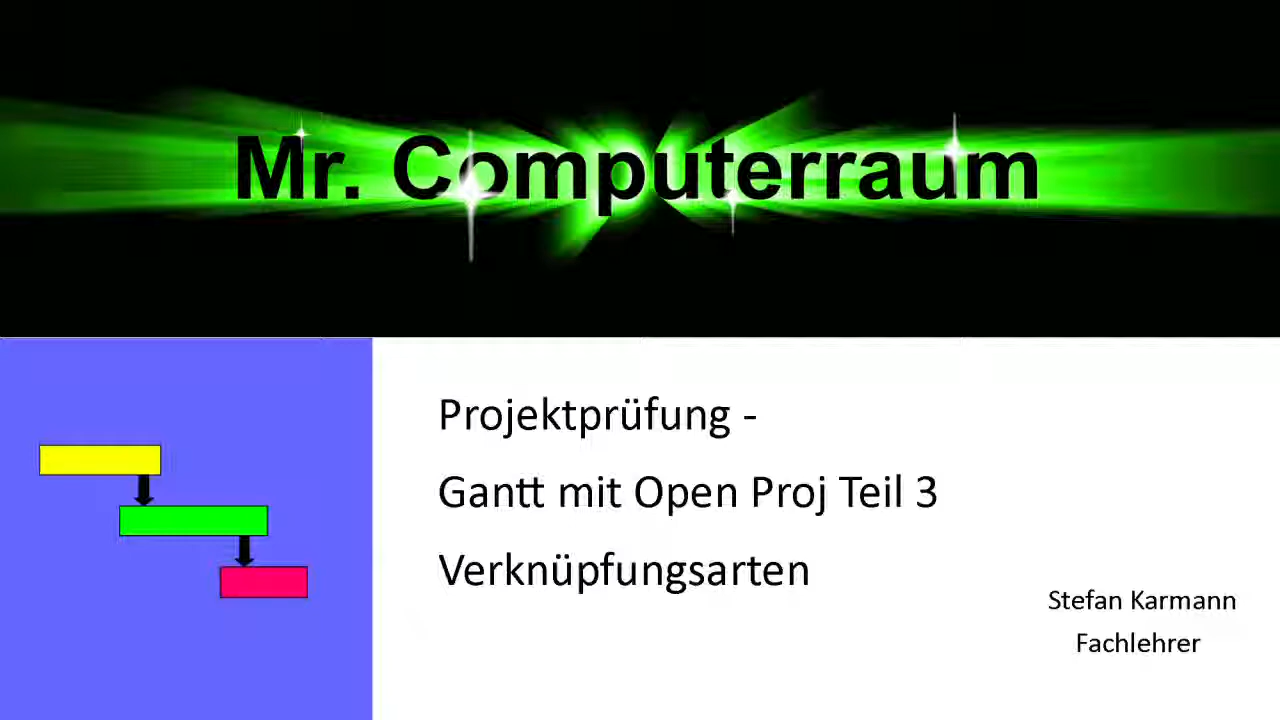 Mr. Computerraum
Projektprüfung -
Gantt mit Open Proj Teil 3
Verknüpfungsarten
Stefan Karmann
Fachlehrer